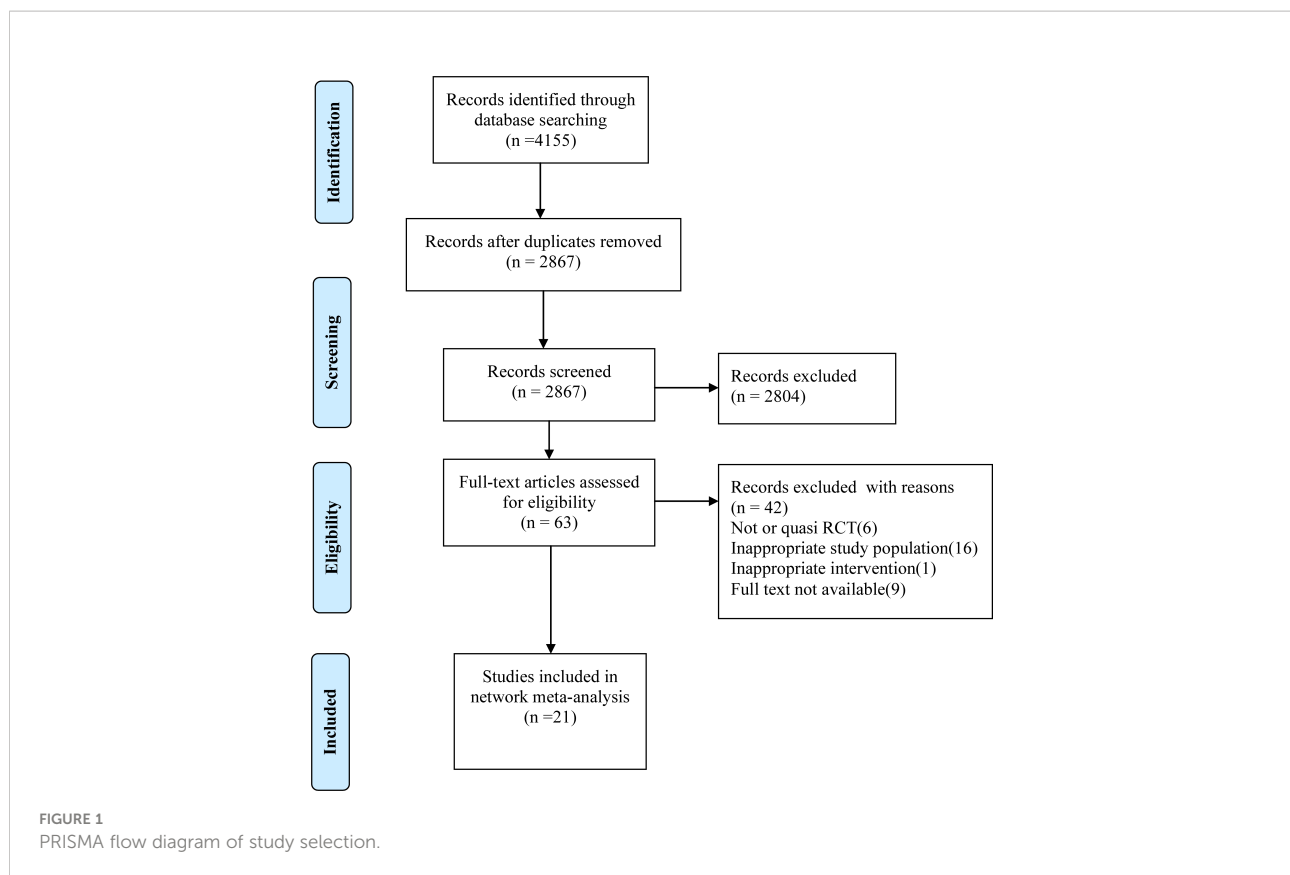 Identification
Records identified through
database searching
(n =4155)
Records after duplicates removed
(n = 2867)
Screening
Records screened
(n = 2867)
Records excluded
(n = 2804)
Eligibility
Full-text articles assessed
for eligibility
(n = 63)
Records excluded with reasons
(n = 42)
Not or quasi RCT(6)
Inappropriate study population(16)
Inappropriate intervention(1)
Full text not available(9)
Included
Studies included in
network meta-analysis
(n =21)
FIGURE 1
PRISMA flow diagram of study selection.